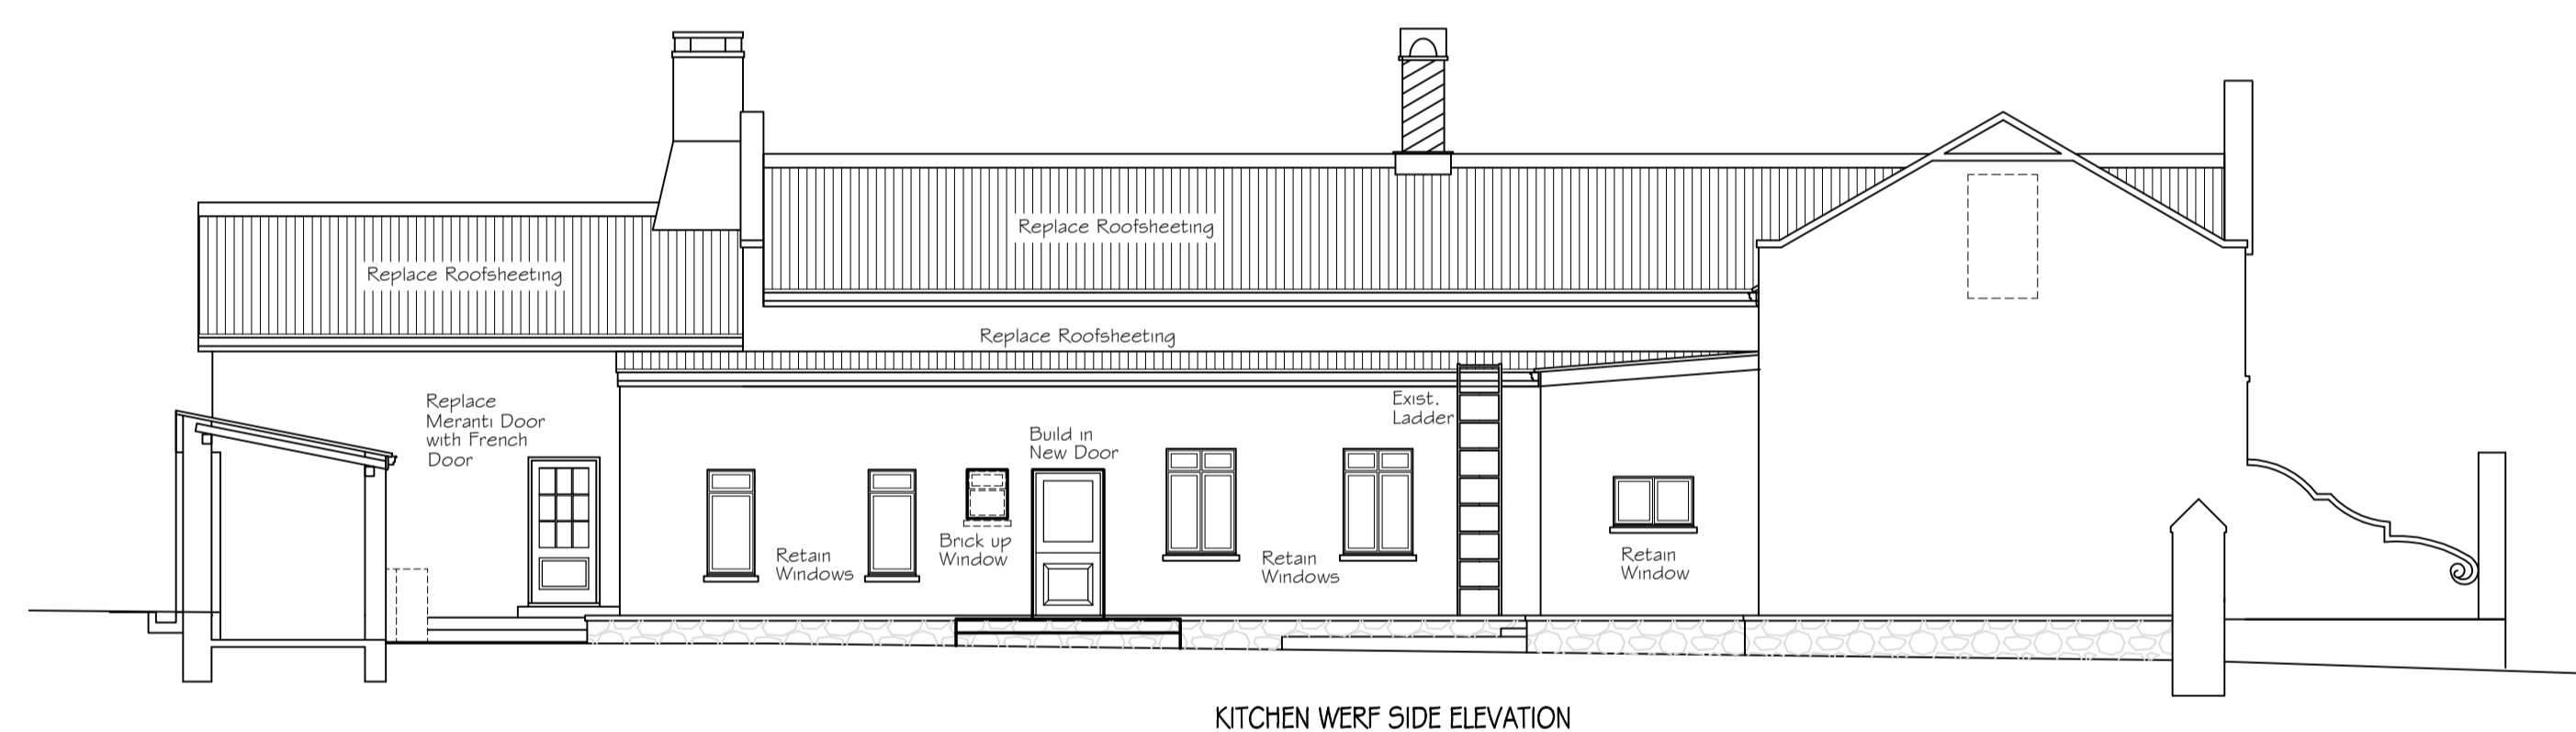 Replace Roofsheeting
Replace Roofsheeting
Replace Roofsheeting
Replace
Meranti Door
with French
Door
Exist.
Ladder
Build in
New Door
Retain
Windows
Brick up
Window
Retain
Windows
Retain
Window
KITCHEN WERF SIDE ELEVATION